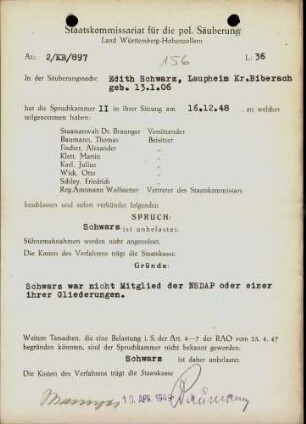 Staatskommissariat für die pol. Säuberung
Land Württemberg-Hohenzollern
Az.: 2/KB/897
156
L: 36
In der Säuberungssache Edith Schwarz, Laupheim Kr.Biberach
geb. 13.1.06
hat die Spruchkammer II in ihrer Sitzung am 16.12.48, an welcher
teilgenommen haben:
Staatsanwalt Dr. Braunger Vorsitzender
Baumann, Thomas Beisitzer
Fischer, Alexander "
Klett, Martin "
Karl, Julius "
Wick, Otto "
Schley, Friedrich "
Reg.Amtmann Vertreter des Staatskommissars
beschlossen und sofort verkündet folgenden
SPRUCH:
Schwarz ist unbelastet.
Sühnemaßnahmen werden nicht angeordnet.
Die Kosten des Verfahrens trägt die Staatskasse.
Gründe:
Schwarz war nicht Mitglied der NSDAP oder einer
ihrer Gliederungen.
Weitere Tatsachen, die eine Belastung i. S. der Art. 4-7 der RAO vom 25. 4. 47
begründen könnten, sind der Spruchkammer nicht bekannt geworden.
Schwarz ist daher unbelastet.
Die Kosten des Verfahrens trägt die Staatskasse
APR. 1949 Baumann